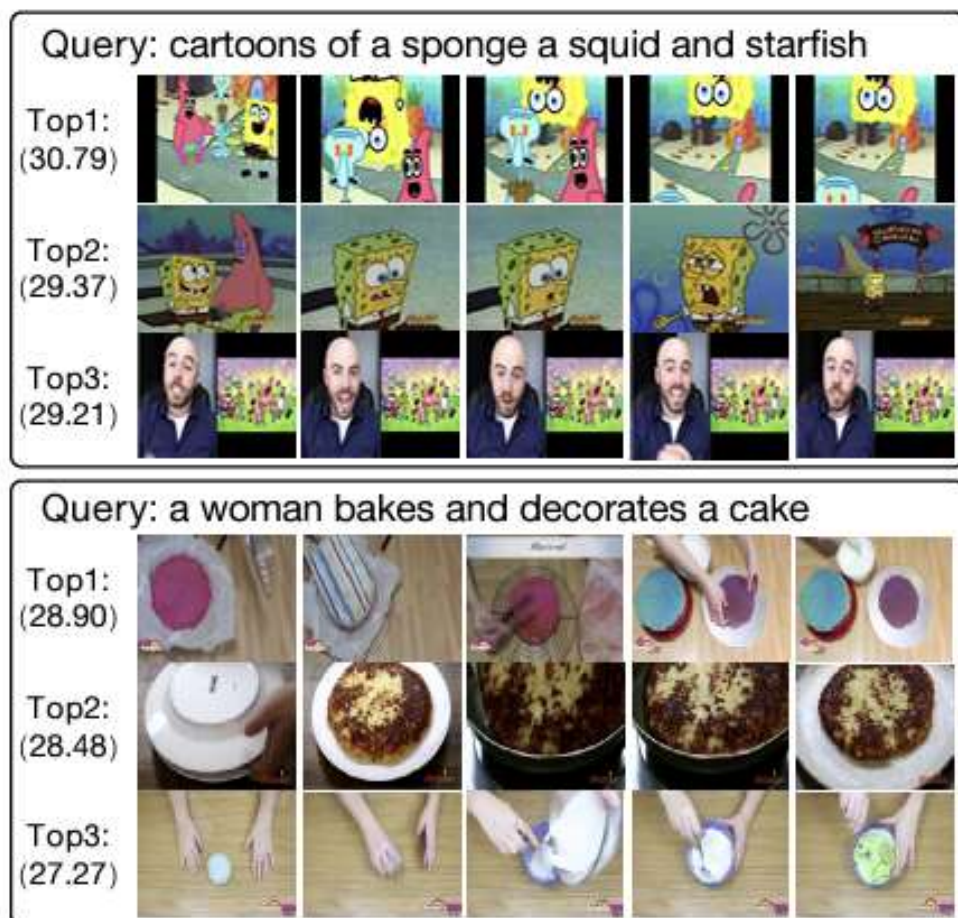 Query: cartoons of a sponge a squid and starfish
Top1:
(30.79)
Top2:
(29.37)
Top3:
(29.21)
Query: a woman bakes and decorates a cake
Top1:
(28.90)
Top2:
(28.48)
Top3:
(27.27)